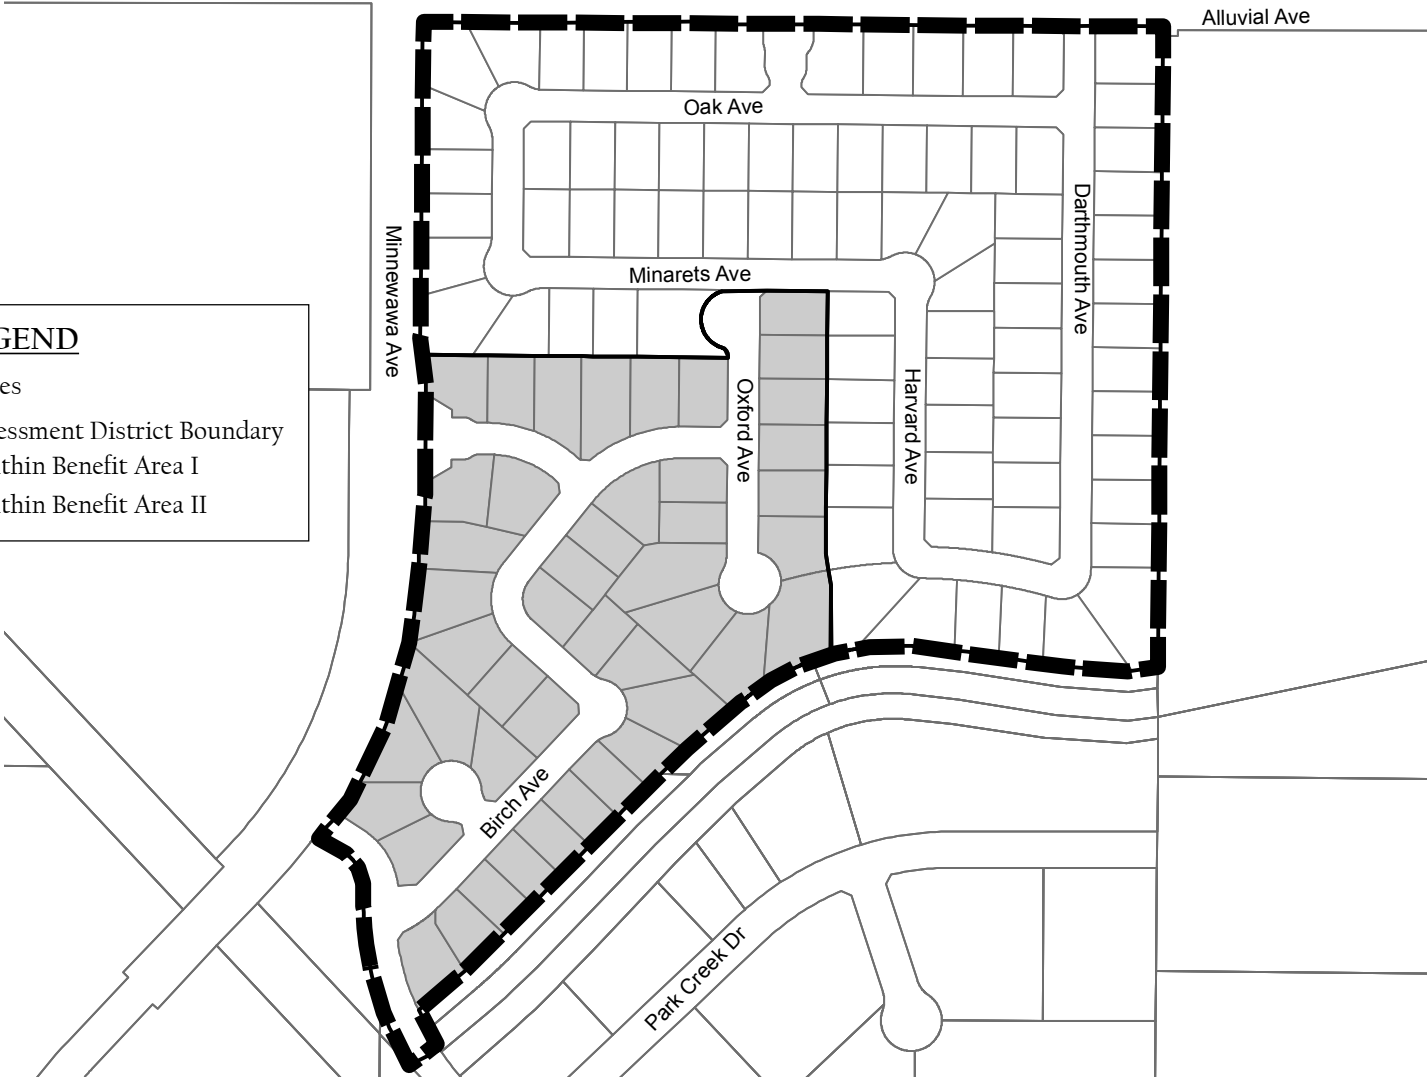 Alluvial Ave
Oak Ave
Darthmouth Ave
Minnewawa Ave
Minarets Ave
GEND
es
essment District Boundary
thin Benefit Area I
thin Benefit Area II
Oxford Ave
Harvard Ave
Birch Ave
Park Creek Dr